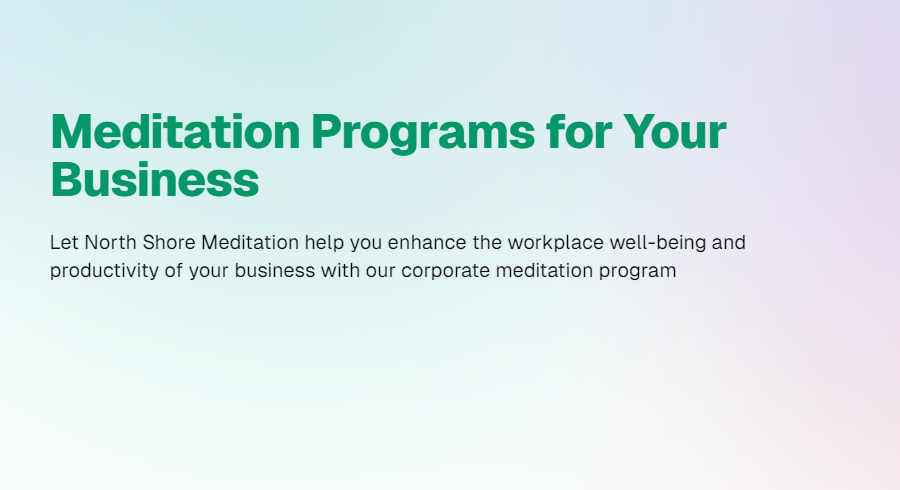 Meditation Programs for Your
Business
Let North Shore Meditation help you enhance the workplace well-being and
productivity of your business with our corporate meditation program